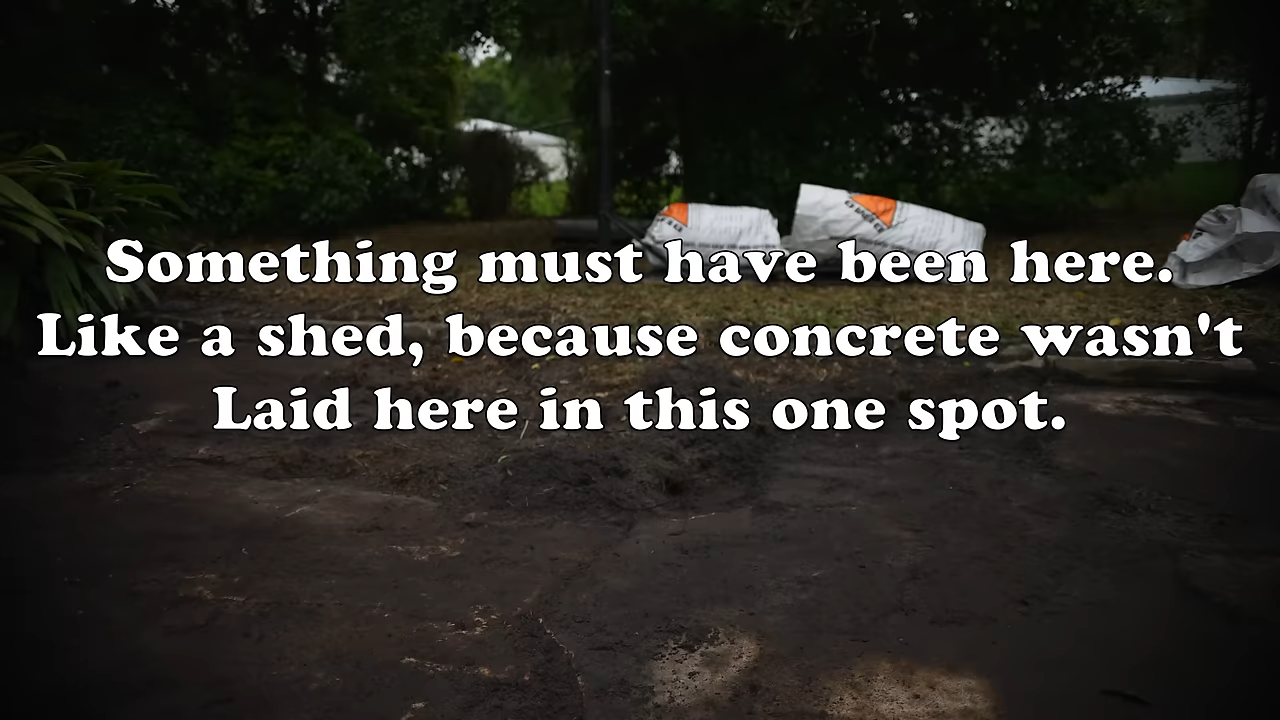 Something must have been here.
Like a shed, because concrete wasn't
Laid here in this one spot.